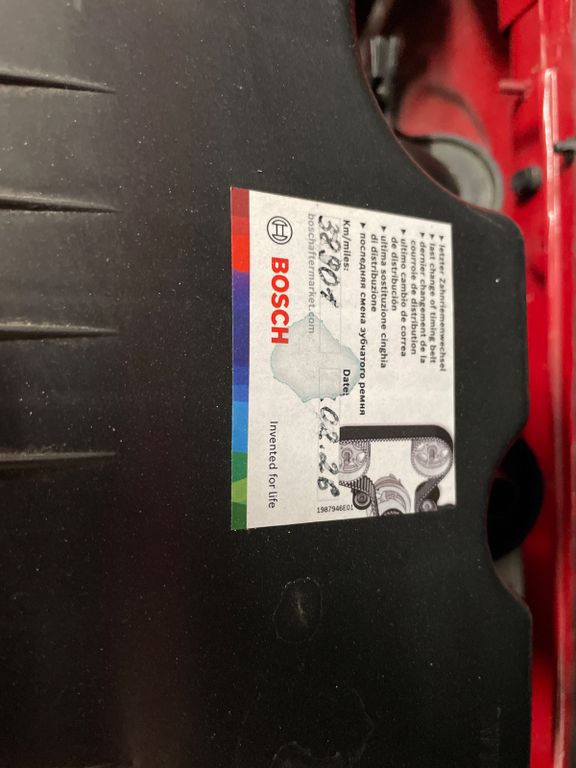 ▸ letzter Zahnriemenwechsel
▸ last change of timing belt
▸ dernier changement de la
courroie de distribution
▸ ultimo cambio de correa
de distribución
▸ ultima sostituzione cinghia
di distribuzione
▸ последняя смена зубчатого ремня
Km/miles:
Date:
02.26
boschaftermarket.com
BOSCH
Invented for life
1987946E01